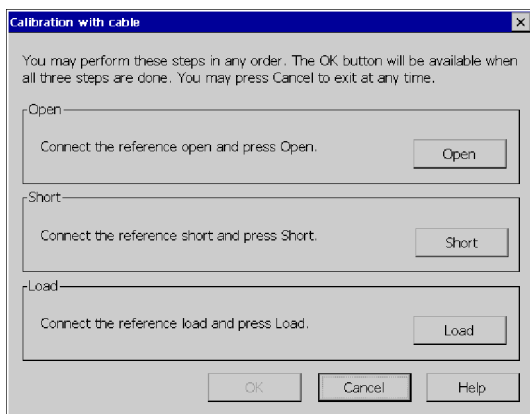 Calibration with cable
You may perform these steps in any order. The OK button will be available when
all three steps are done. You may press Cancel to exit at any time.
Open
Connect the reference open and press Open.
Open
Short
Connect the reference short and press Short.
Short
Load
Connect the reference load and press Load.
Load
OK Cancel Help